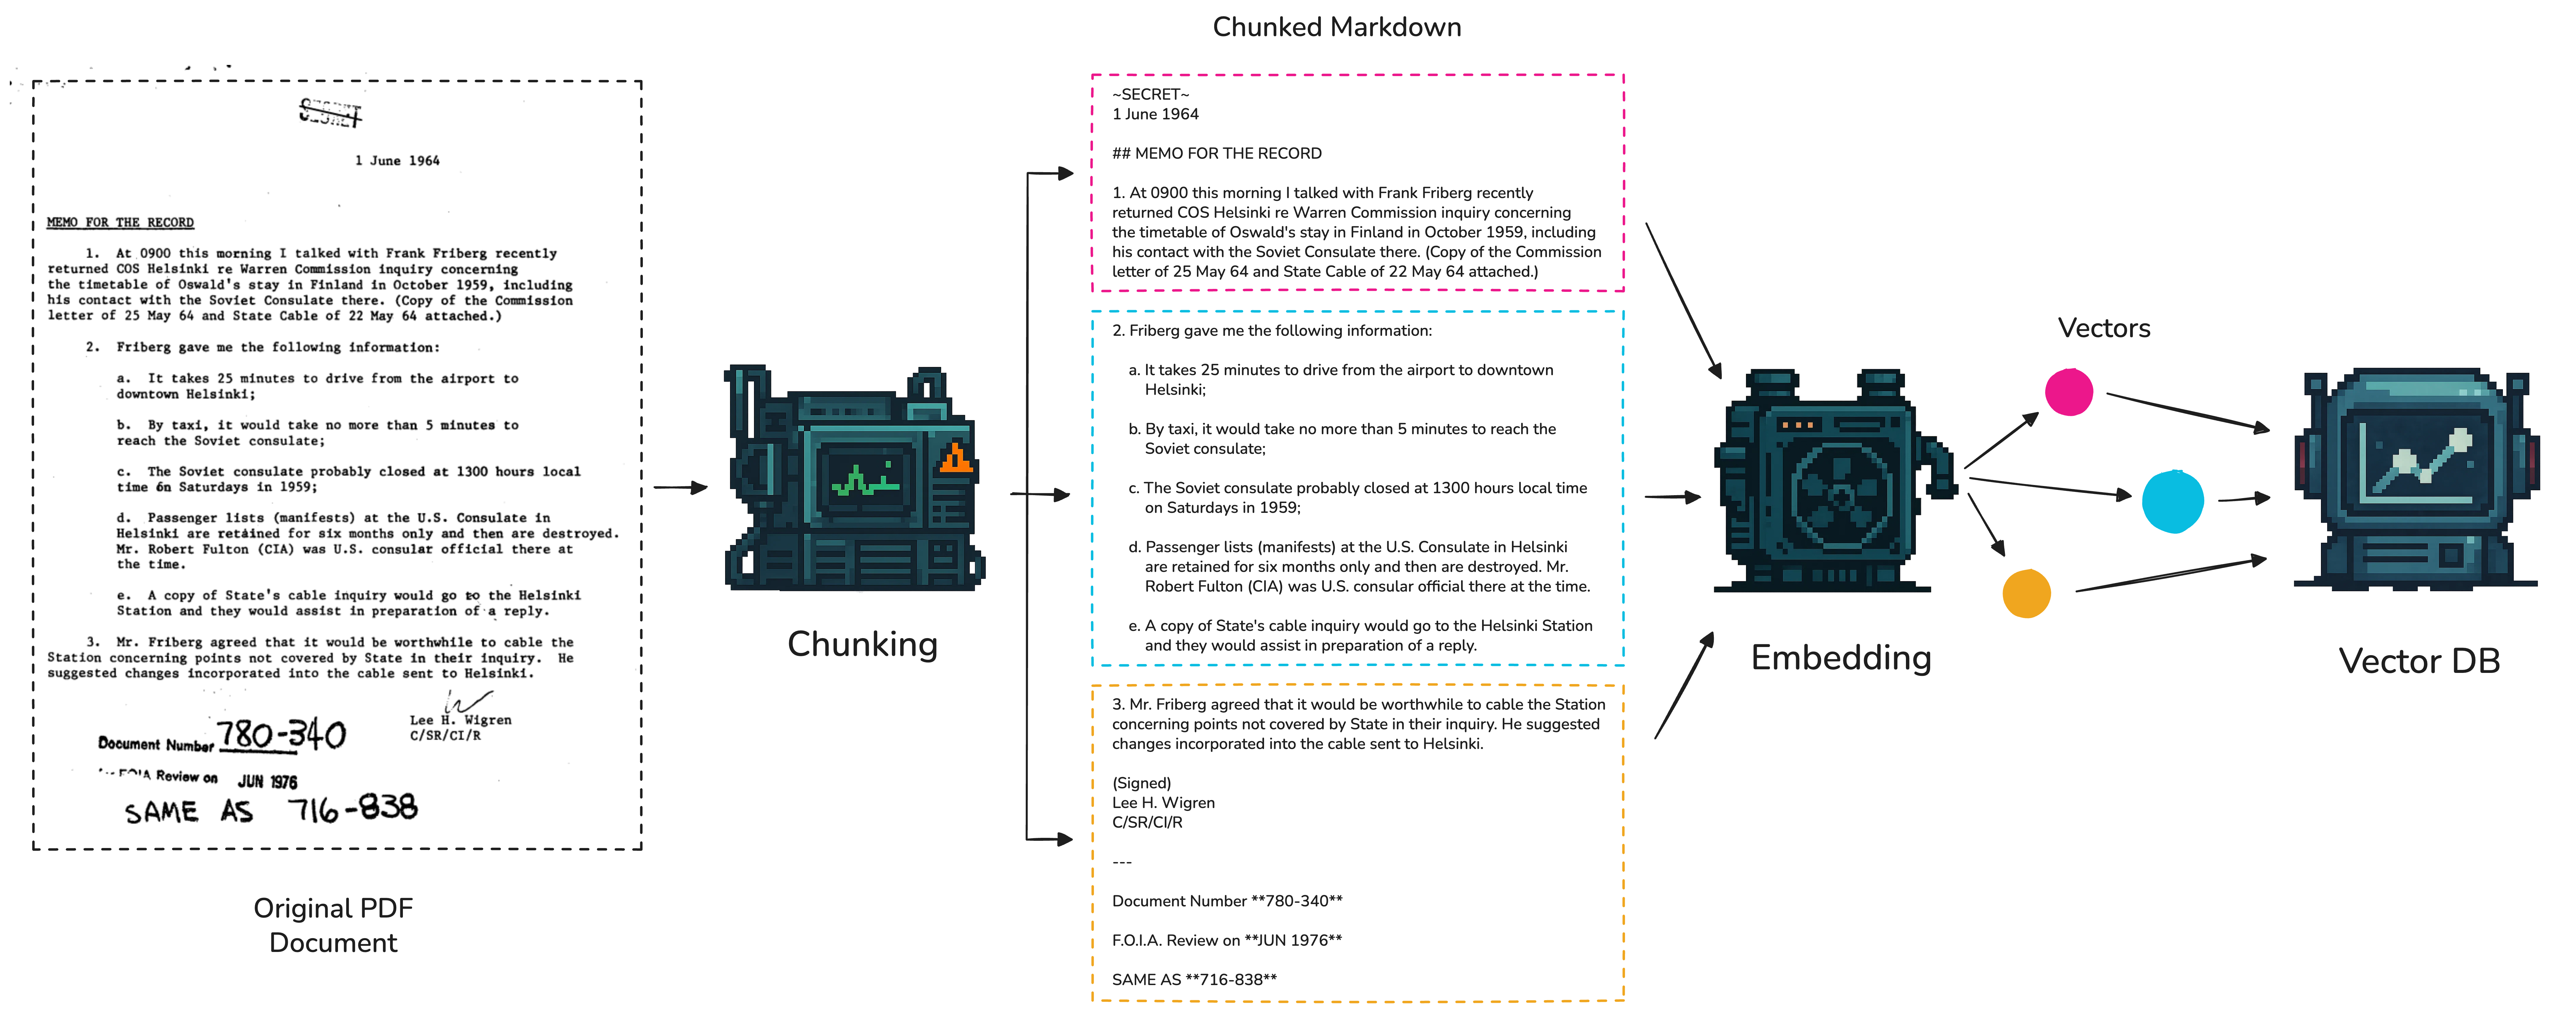 SECRET
1 June 1964
MEMO FOR THE RECORD
1. At 0900 this morning I talked with Frank Friberg recently
returned COS Helsinki re Warren Commission inquiry concerning
the timetable of Oswald's stay in Finland in October 1959, including
his contact with the Soviet Consulate there. (Copy of the Commission
letter of 25 May 64 and State Cable of 22 May 64 attached.)
2. Friberg gave me the following information:
a. It takes 25 minutes to drive from the airport to
downtown Helsinki;
b. By taxi, it would take no more than 5 minutes to
reach the Soviet consulate;
c. The Soviet consulate probably closed at 1300 hours local
time on Saturdays in 1959;
d. Passenger lists (manifests) at the U.S. Consulate in
Helsinki are retained for six months only and then are destroyed.
Mr. Robert Fulton (CIA) was U.S. consular official there at
the time.
e. A copy of State's cable inquiry would go to the Helsinki
Station and they would assist in preparation of a reply.
3. Mr. Friberg agreed that it would be worthwhile to cable the
Station concerning points not covered by State in their inquiry. He
suggested changes incorporated into the cable sent to Helsinki.
Lee H. Wigren
C/SR/CI/R
Document Number 780-340
FOIA Review on JUN 1976
SAME AS 716-838
Original PDF
Document
Chunking
Chunked Markdown
~SECRET~
1 June 1964
## MEMO FOR THE RECORD
1. At 0900 this morning I talked with Frank Friberg recently
returned COS Helsinki re Warren Commission inquiry concerning
the timetable of Oswald's stay in Finland in October 1959, including
his contact with the Soviet Consulate there. (Copy of the Commission
letter of 25 May 64 and State Cable of 22 May 64 attached.)
2. Friberg gave me the following information:
a. It takes 25 minutes to drive from the airport to downtown
Helsinki;
b. By taxi, it would take no more than 5 minutes to reach the
Soviet consulate;
c. The Soviet consulate probably closed at 1300 hours local time
on Saturdays in 1959;
d. Passenger lists (manifests) at the U.S. Consulate in Helsinki
are retained for six months only and then are destroyed. Mr.
Robert Fulton (CIA) was U.S. consular official there at the time.
e. A copy of State's cable inquiry would go to the Helsinki Station
and they would assist in preparation of a reply.
3. Mr. Friberg agreed that it would be worthwhile to cable the Station
concerning points not covered by State in their inquiry. He suggested
changes incorporated into the cable sent to Helsinki.
(Signed)
Lee H. Wigren
C/SR/CI/R
---
Document Number **780-340**
F.O.I.A. Review on **JUN 1976**
SAME AS **716-838**
Embedding
Vectors
Vector DB